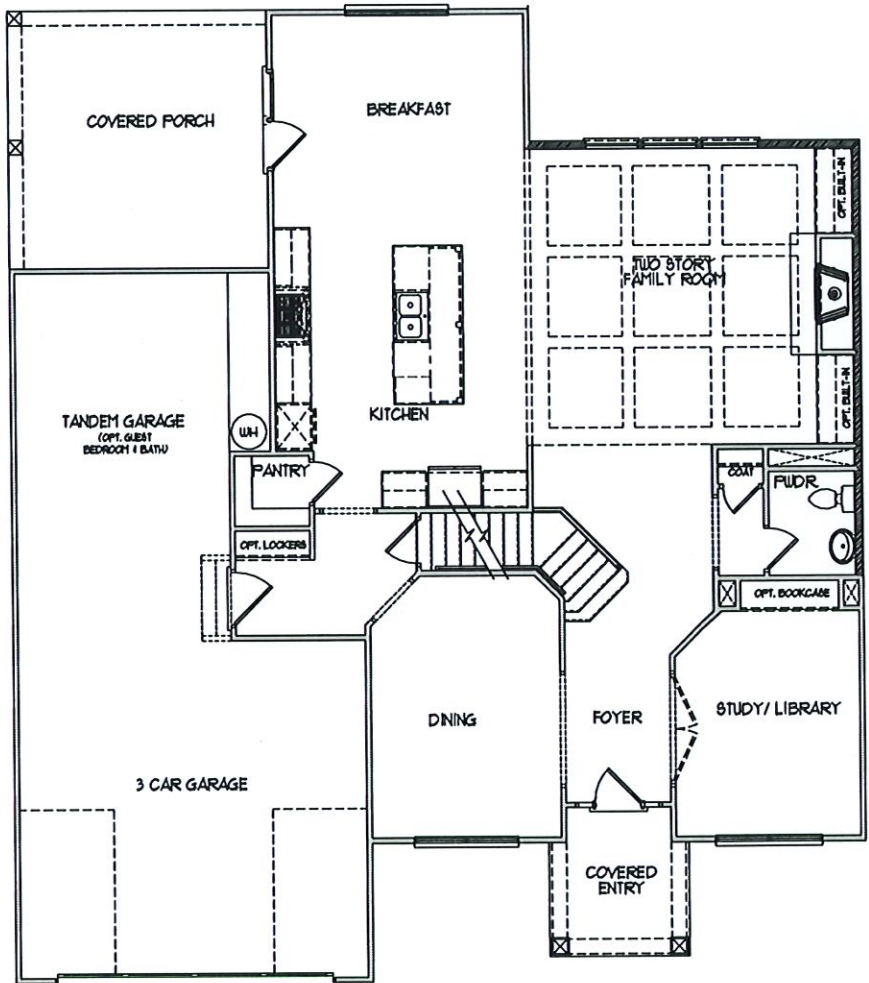 COVERED PORCH
BREAKFAST
OPT. BUILT-IN
TWO STORY
FAMILY ROOM
OPT. BUILT-IN
TANDEM GARAGE
(OPT. GUEST
BEDROOM & BATH)
WH
KITCHEN
PANTRY
COAT
PWDR
OPT. LOCKERS
OPT. BOOKCASE
DINING
FOYER
STUDY/ LIBRARY
3 CAR GARAGE
COVERED
ENTRY